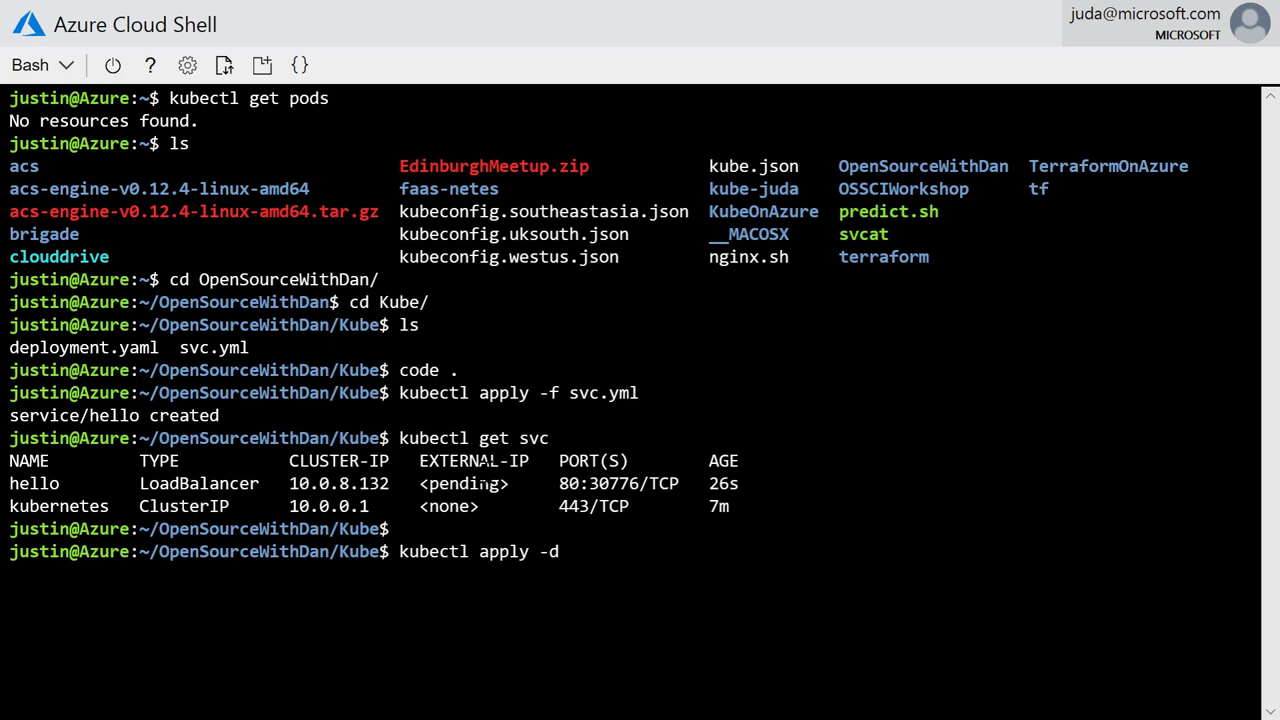 Azure Cloud Shell
juda@microsoft.com
MICROSOFT
Bash
?
{}
justin@Azure:~$ kubectl get pods
No resources found.
justin@Azure:~$ ls
acs EdinburghMeetup.zip kube.json OpenSourceWithDan TerraformOnAzure
acs-engine-v0.12.4-linux-amd64 faas-netes kube-juda OSSCIWorkshop tf
acs-engine-v0.12.4-linux-amd64.tar.gz kubeconfig.southeastasia.json KubeOnAzure predict.sh
brigade kubeconfig.uksouth.json __MACOSX svcat
clouddrive kubeconfig.westus.json nginx.sh terraform
justin@Azure:~$ cd OpenSourceWithDan/
justin@Azure:~/OpenSourceWithDan$ cd Kube/
justin@Azure:~/OpenSourceWithDan/Kube$ ls
deployment.yaml svc.yml
justin@Azure:~/OpenSourceWithDan/Kube$ code .
justin@Azure:~/OpenSourceWithDan/Kube$ kubectl apply -f svc.yml
service/hello created
justin@Azure:~/OpenSourceWithDan/Kube$ kubectl get svc
NAME TYPE CLUSTER-IP EXTERNAL-IP PORT(S) AGE
hello LoadBalancer 10.0.8.132 <pending> 80:30776/TCP 26s
kubernetes ClusterIP 10.0.0.1 <none> 443/TCP 7m
justin@Azure:~/OpenSourceWithDan/Kube$
justin@Azure:~/OpenSourceWithDan/Kube$ kubectl apply -d